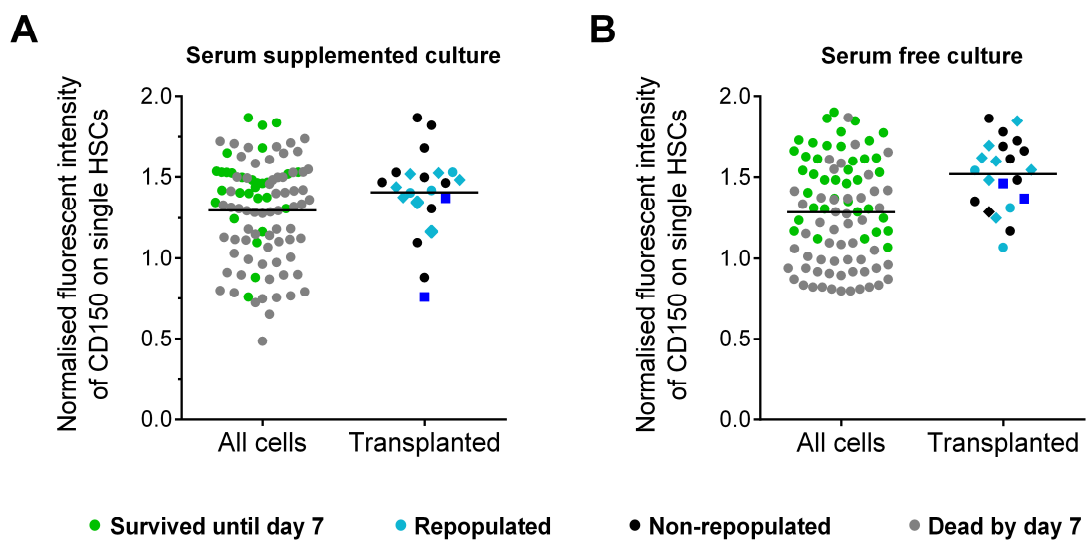 A
Serum supplemented culture
Normalised fluorescent intensity
of CD150 on single HSCs
2.0
1.5
1.0
0.5
0.0
All cells
Transplanted
B
Serum free culture
Normalised fluorescent intensity
of CD150 on single HSCs
2.0
1.5
1.0
0.5
0.0
All cells
Transplanted
Survived until day 7
Repopulated
Non-repopulated
Dead by day 7